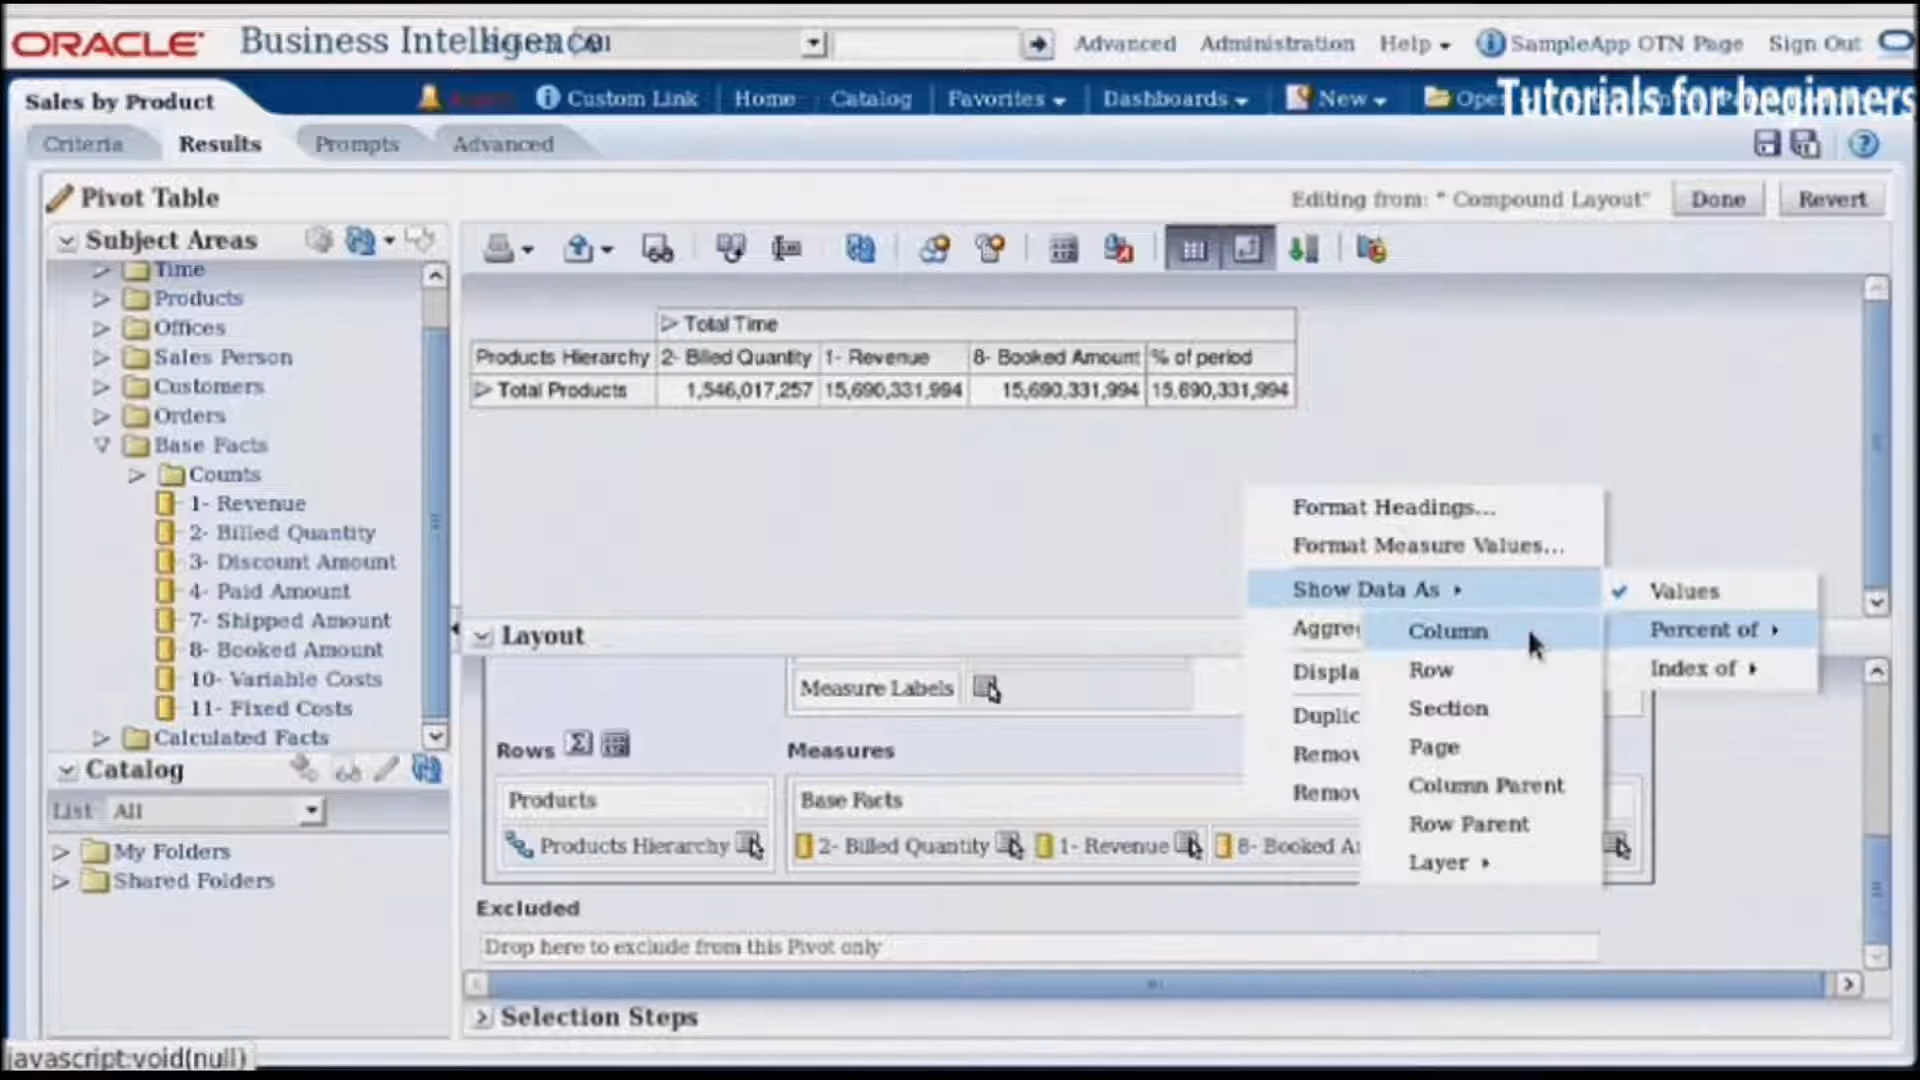 ORACLE Business Intelligence
Advanced Administration Help SampleApp OTN Page Sign Out
Sales by Product
Custom Link Home Catalog Favorites Dashboards New
Tutorials for beginners
Criteria Results Prompts Advanced
Pivot Table
Editing from: " Compound Layout" Done Revert
Subject Areas
Time
Products
Offices
Sales Person
Customers
Orders
Base Facts
Counts
1- Revenue
2- Billed Quantity
3- Discount Amount
4- Paid Amount
7- Shipped Amount
8- Booked Amount
10- Variable Costs
11- Fixed Costs
Calculated Facts
Catalog
List All
My Folders
Shared Folders
Total Time
Products Hierarchy 2- Billed Quantity 1- Revenue 8- Booked Amount % of period
Total Products 1,546,017,257 15,690,331,994 15,690,331,994 15,690,331,994
Layout
Measure Labels
Rows
Measures
Products
Base Facts
Products Hierarchy
2- Billed Quantity 1- Revenue 8- Booked A
Format Headings...
Format Measure Values...
Show Data As
Aggre
Displa
Duplic
Remov
Remov
Values
Percent of
Index of
Column
Row
Section
Page
Column Parent
Row Parent
Layer
Excluded
Drop here to exclude from this Pivot only
Selection Steps
javascript:void(null)